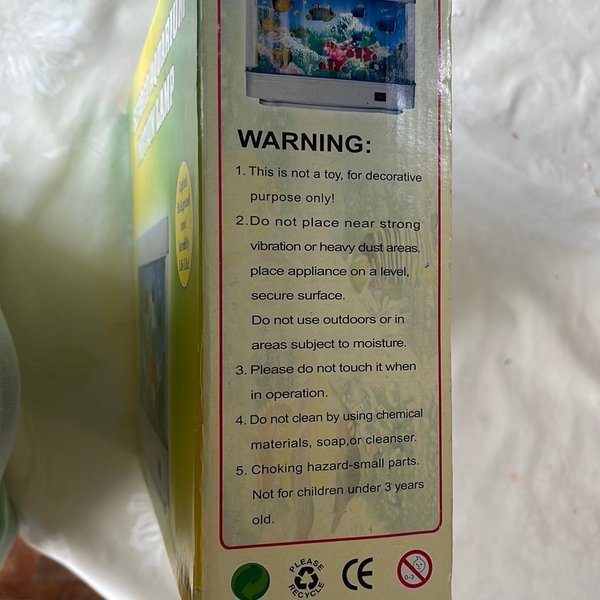 WARNING:
1. This is not a toy, for decorative
purpose only!
2. Do not place near strong
vibration or heavy dust areas.
place appliance on a level,
secure surface.
Do not use outdoors or in
areas subject to moisture.
3. Please do not touch it when
in operation.
4. Do not clean by using chemical
materials, soap,or cleanser.
5. Choking hazard-small parts.
Not for children under 3 years
old.
PLEASE
RECYCLE
CE
0-3